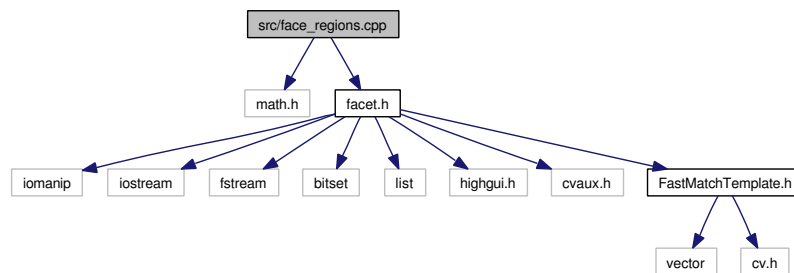 src/face_regions.cpp
math.h
facet.h
iomanip
iostream
fstream
bitset
list
highgui.h
cvaux.h
FastMatchTemplate.h
vector
cv.h